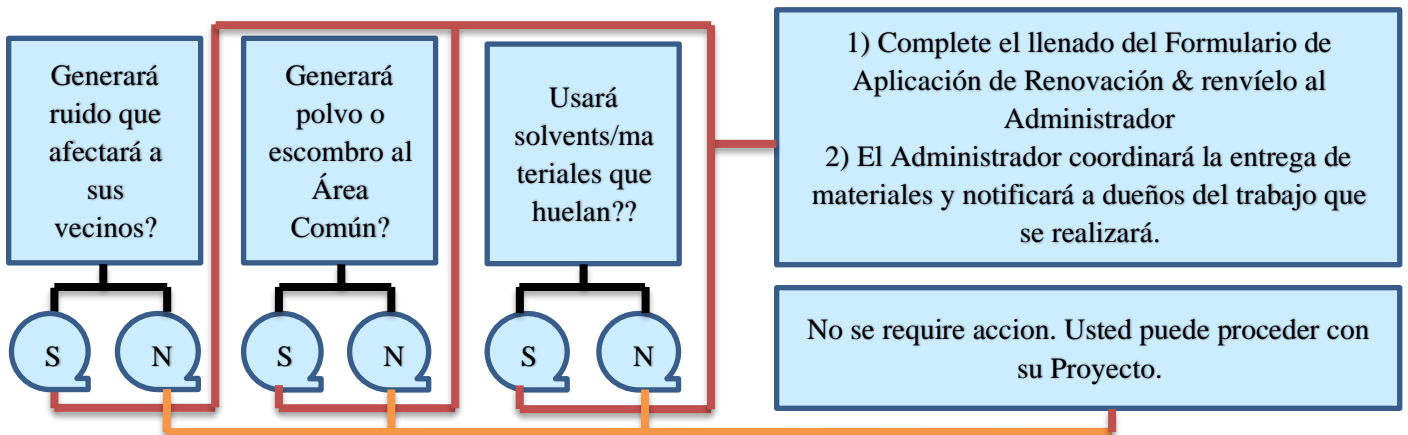 Generará
ruido que
afectará a
sus
vecinos?
S
N
Generará
polvo o
escombro al
Área
Común?
S
N
Usará
solvents/ma
teriales que
huelan??
S
N
1) Complete el llenado del Formulario de
Aplicación de Renovación & renvíelo al
Administrador
2) El Administrador coordinará la entrega de
materiales y notificará a dueños del trabajo que
se realizará.
No se require accion. Usted puede proceder con
su Proyecto.